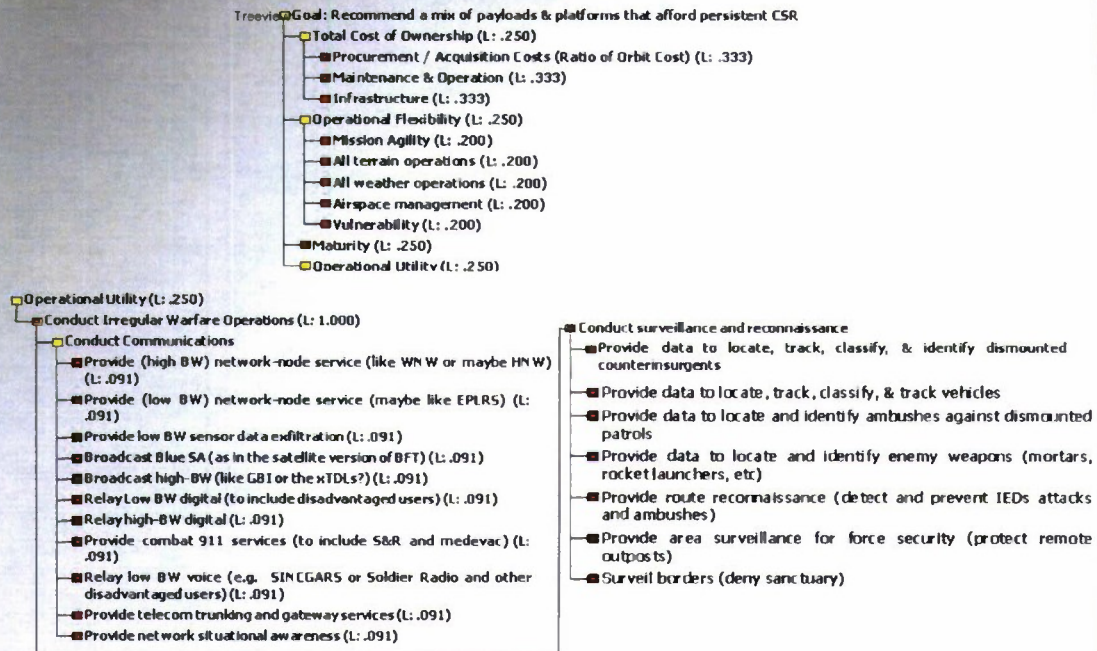 Treeview Goal: Recommend a mix of payloads & platforms that afford persistent CSR
Total Cost of Ownership (L: .250)
Procurement / Acquisition Costs (Ratio of Orbit Cost) (L: .333)
Maintenance & Operation (L: .333)
Infrastructure (L: .333)
Operational Flexibility (L: .250)
Mission Agility (L: .200)
All terrain operations (L: .200)
All weather operations (L: .200)
Airspace management (L: .200)
Vulnerability (L: .200)
Maturity (L: .250)
Operational Utility (L: .250)
Operational Utility (L: .250)
Conduct Irregular Warfare Operations (L: 1.000)
Conduct Communications
Provide (high BW) network-node service (like WNW or maybe HNW)
(L: .091)
Provide (low BW) network-node service (maybe like EPLRS) (L:
.091)
Provide low BW sensor data exfiltration (L: .091)
Broadcast Blue SA (as in the satellite version of BFT) (L: .091)
Broadcast high-BW (like GBI or the xTDLs?) (L: .091)
Relay Low BW digital (to include disadvantaged users) (L: .091)
Relay high-BW digital (L: .091)
Provide combat 911 services (to include S&R and medevac) (L:
.091)
Relay low BW voice (e.g. SINCGARS or Soldier Radio and other
disadvantaged users) (L: .091)
Provide telecom trunking and gateway services (L: .091)
Provide network situational awareness (L: .091)
Conduct surveillance and reconnaissance
Provide data to locate, track, classify, & identify dismounted
counterinsurgents
Provide data to locate, track, classify, & track vehicles
Provide data to locate and identify ambushes against dismounted
patrols
Provide data to locate and identify enemy weapons (mortars,
rocket launchers, etc)
Provide route reconnaissance (detect and prevent IEDs attacks
and ambushes)
Provide area surveillance for force security (protect remote
outposts)
Surveil borders (deny sanctuary)